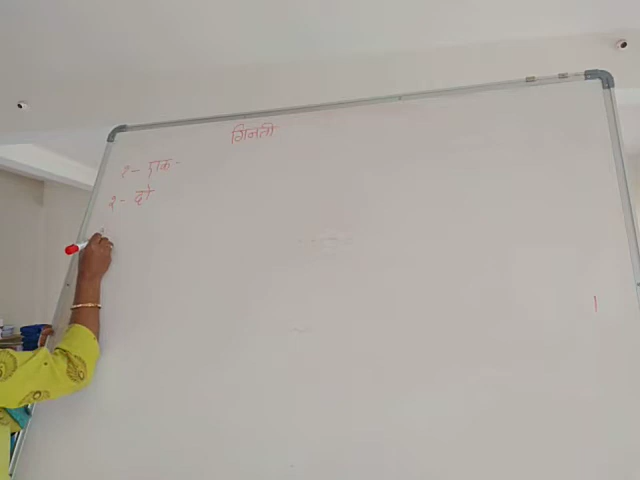 गिनती
१- एक -
२- दो